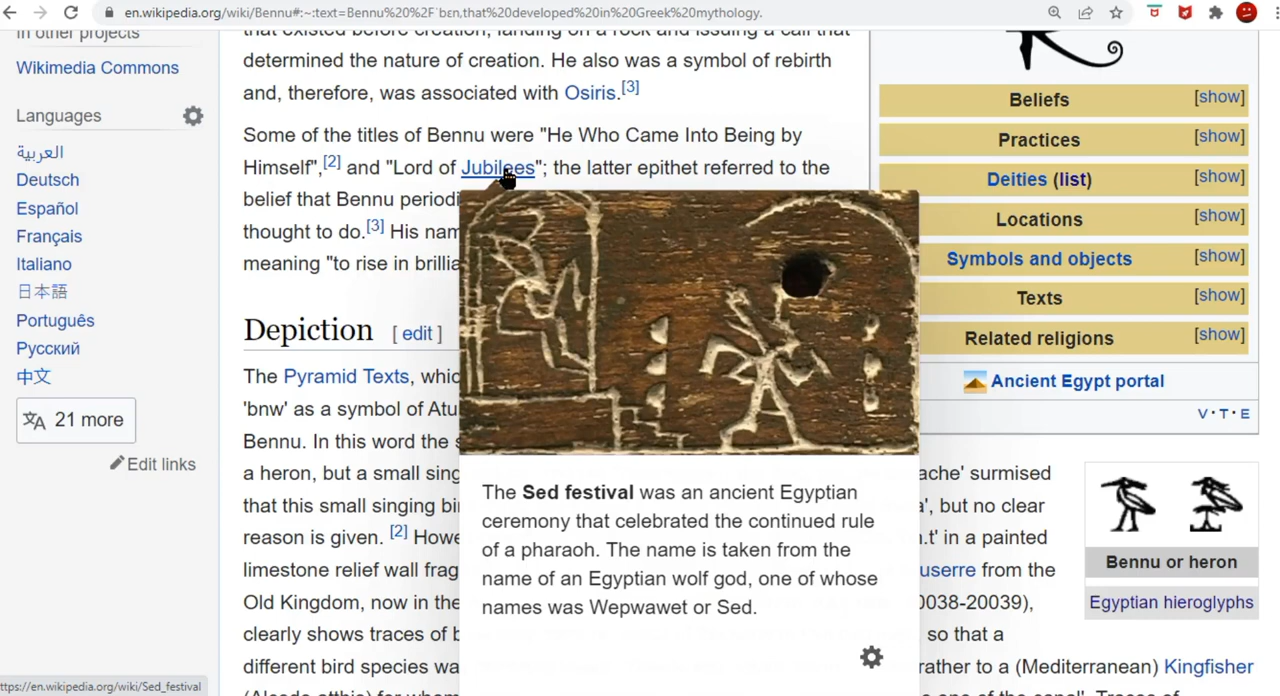 en.wikipedia.org/wiki/Bennu#:~:text=Bennu%20%2Fˈbɛn,that%20developed%20in%20Greek%20mythology.
In other projects
Wikimedia Commons
Languages
العربية
Deutsch
Español
Français
Italiano
日本語
Português
Русский
中文
21 more
Edit links
that existed before creation, landing on a rock and issuing a call that
determined the nature of creation. He also was a symbol of rebirth
and, therefore, was associated with Osiris.[3]
Some of the titles of Bennu were "He Who Came Into Being by
Himself",[2] and "Lord of Jubilees"; the latter epithet referred to the
belief that Bennu periodi
thought to do.[3] His nam
meaning "to rise in brillia
Depiction [ edit ]
The Pyramid Texts, whic
'bnw' as a symbol of Atu
Bennu. In this word the s
a heron, but a small sing ache' surmised
that this small singing bi a', but no clear
reason is given. [2] Howe n.t' in a painted
limestone relief wall frag userre from the
Old Kingdom, now in the 0038-20039),
clearly shows traces of b so that a
different bird species wa rather to a (Mediterranean) Kingfisher
The Sed festival was an ancient Egyptian
ceremony that celebrated the continued rule
of a pharaoh. The name is taken from the
name of an Egyptian wolf god, one of whose
names was Wepwawet or Sed.
Beliefs [show]
Practices [show]
Deities (list) [show]
Locations [show]
Symbols and objects [show]
Texts [show]
Related religions [show]
Ancient Egypt portal
V · T · E
Bennu or heron
Egyptian hieroglyphs
ttps://en.wikipedia.org/wiki/Sed_festival